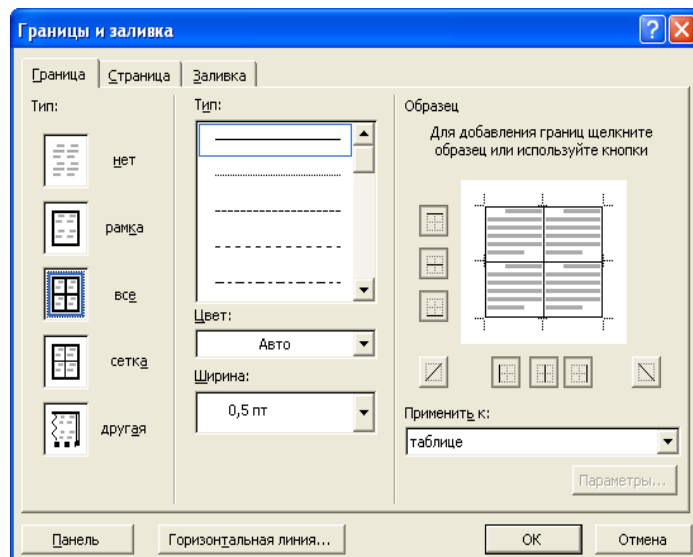 Границы и заливка
Граница Страница Заливка
Тип:
нет
рамка
все
сетка
другая
Тип:
Цвет:
Авто
Ширина:
0,5 пт
Образец
Для добавления границ щелкните
образец или используйте кнопки
Применить к:
таблице
Параметры...
Панель Горизонтальная линия... ОК Отмена